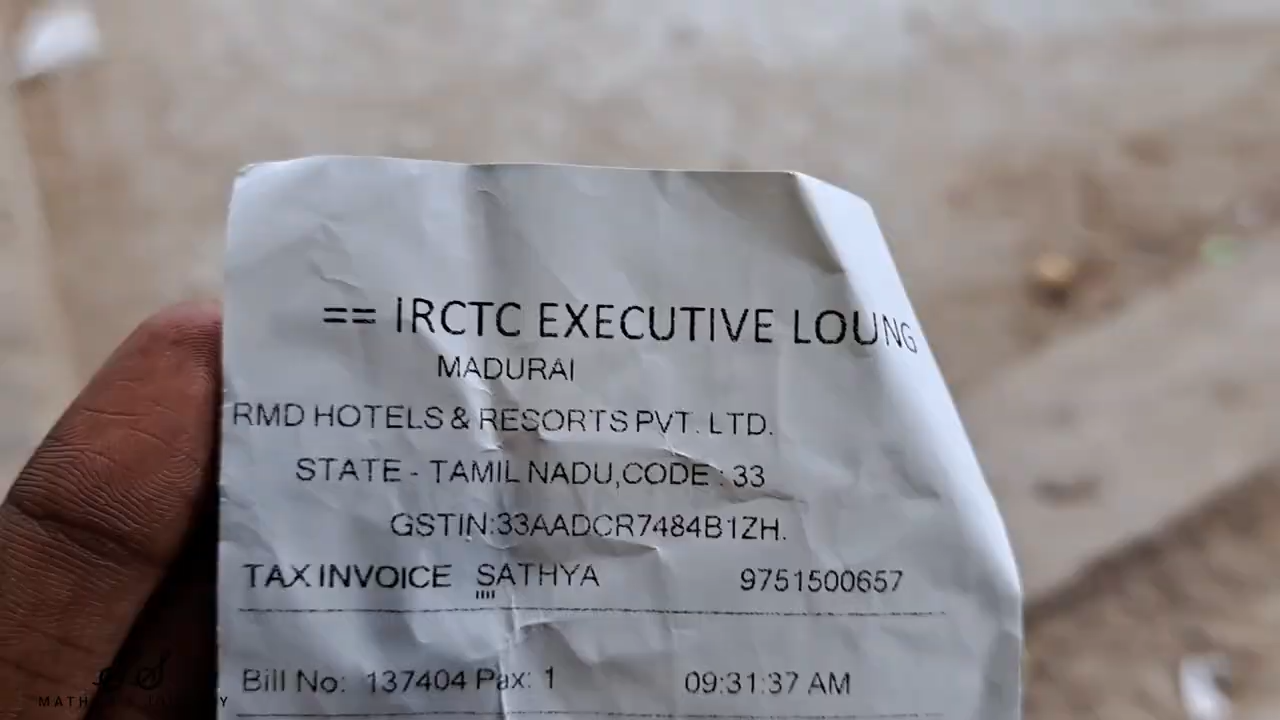 == IRCTC EXECUTIVE LOUNG
MADURAI
RMD HOTELS & RESORTS PVT. LTD.
STATE - TAMIL NADU,CODE : 33
GSTIN:33AADCR7484B1ZH.
TAX INVOICE SATHYA 9751500657
Bill No: 137404 Pax: 1 09:31:37 AM